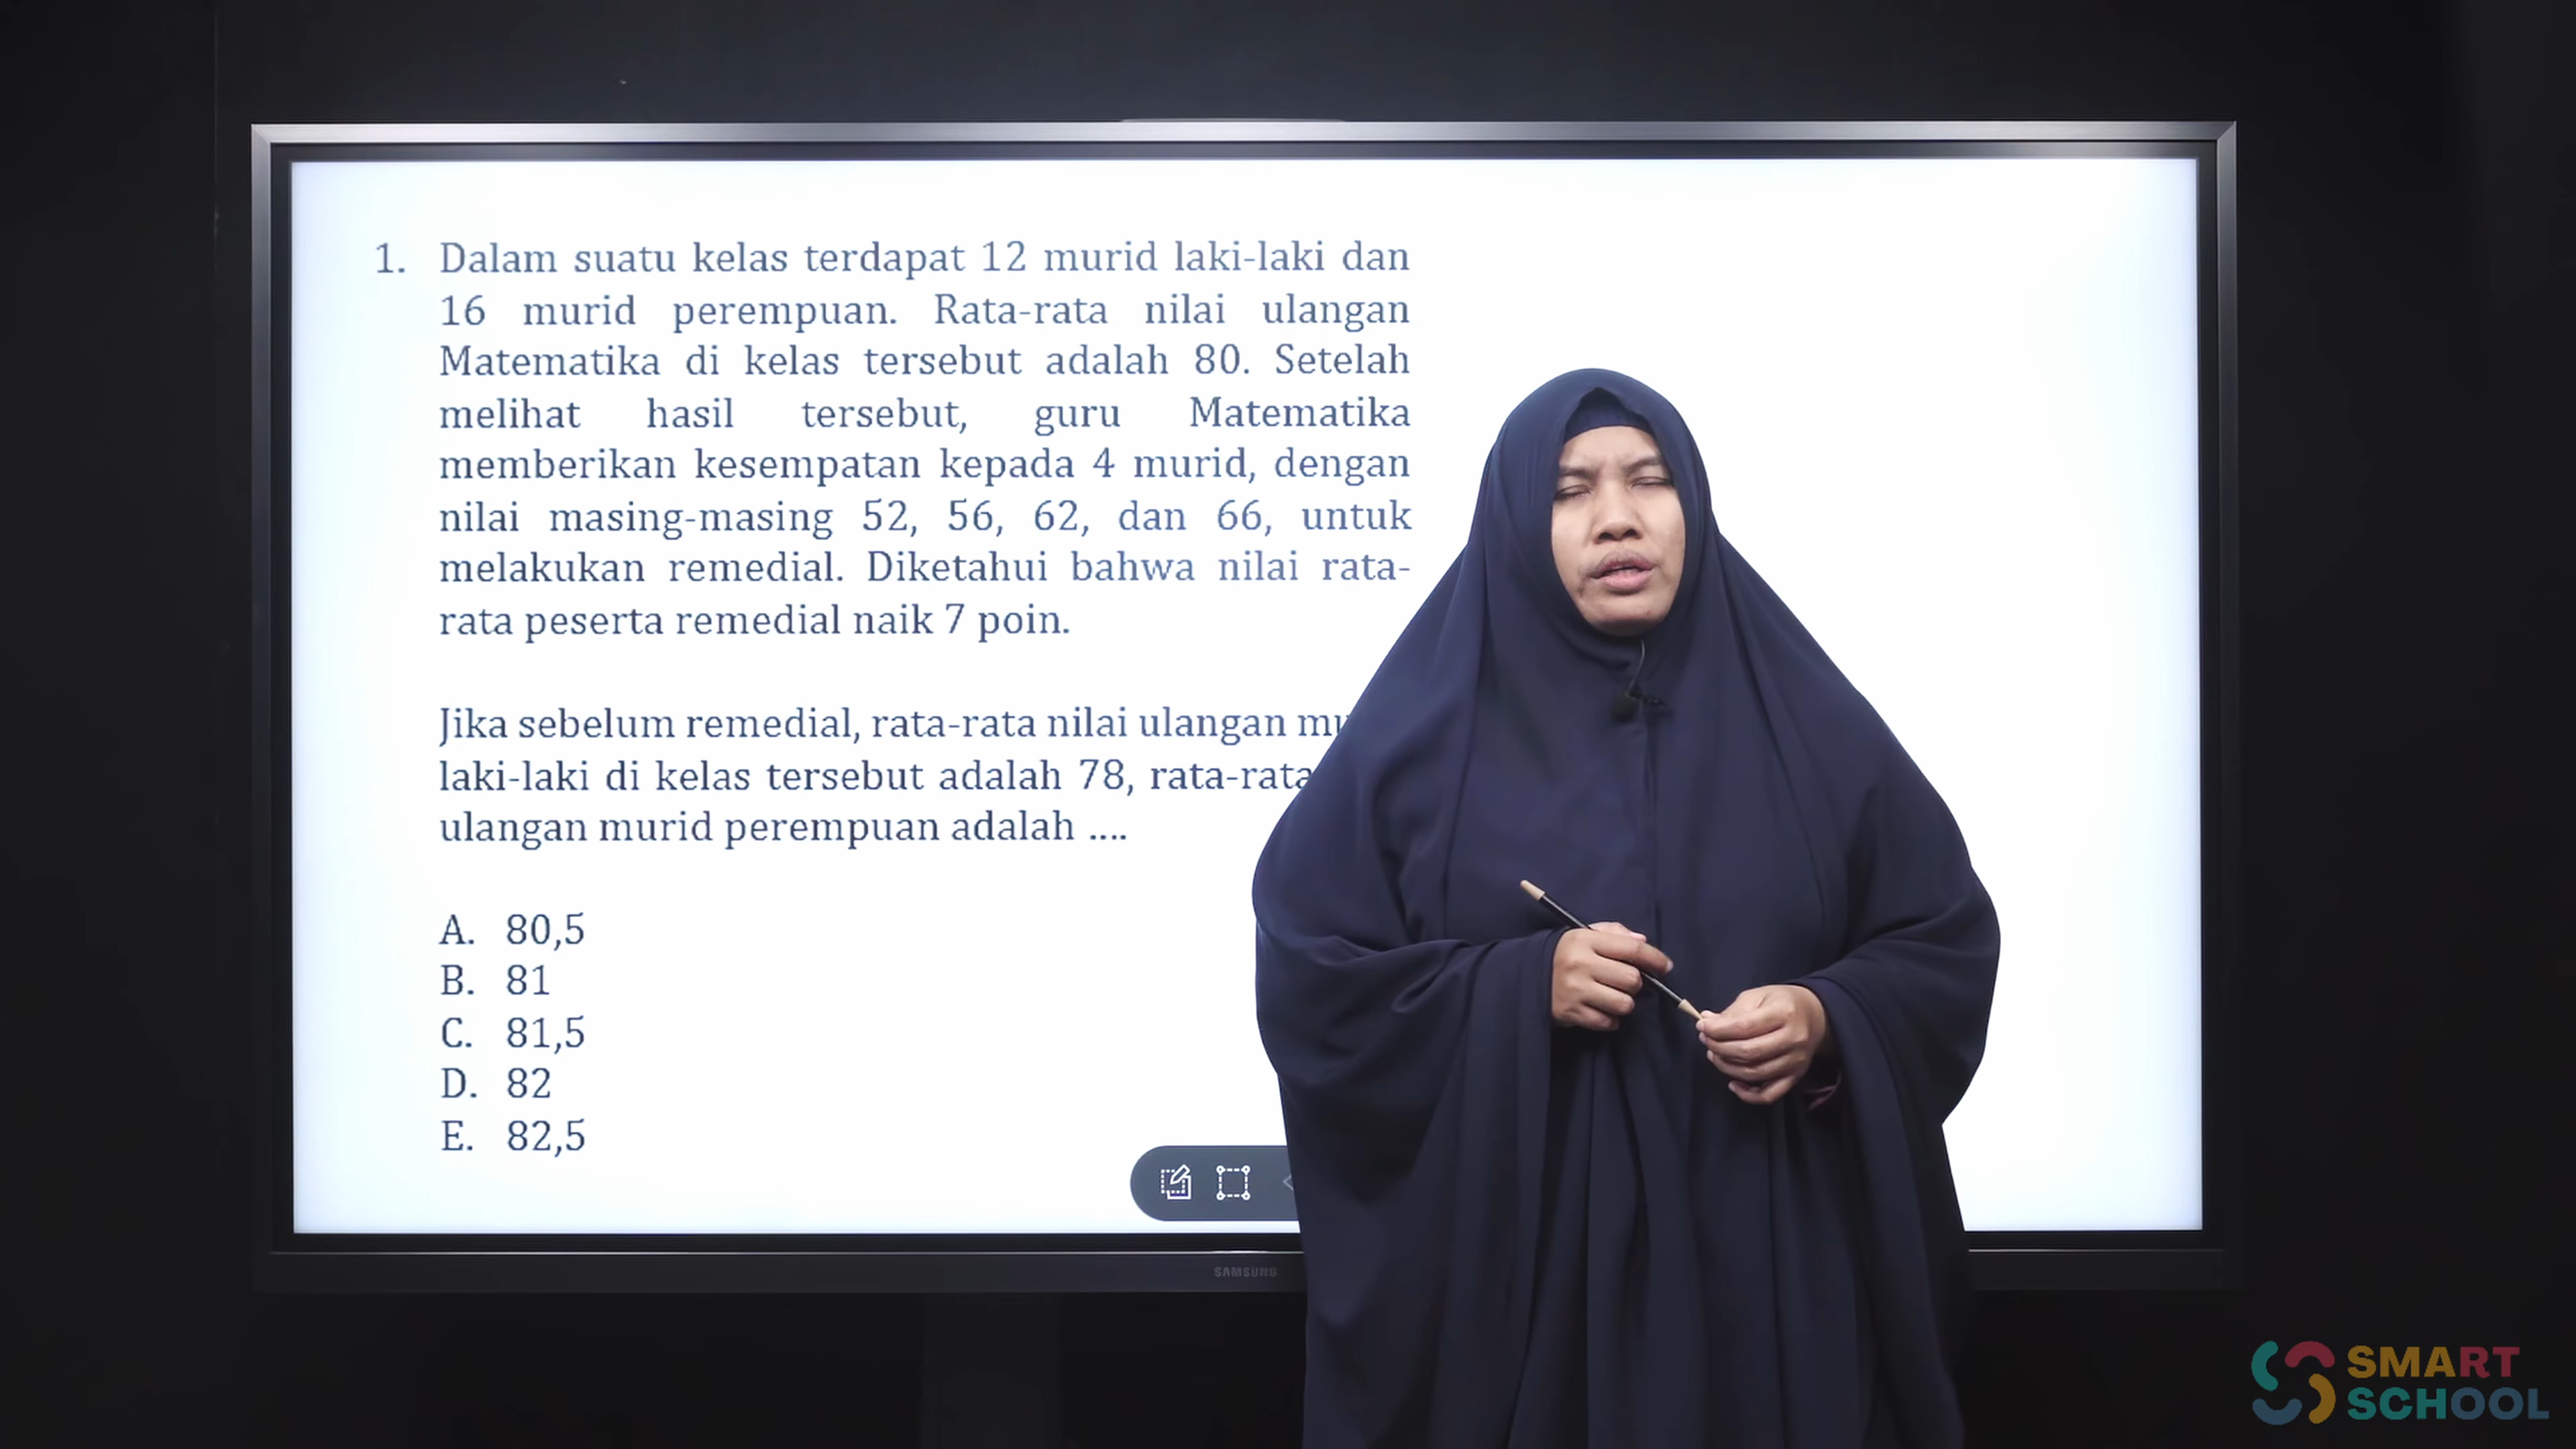 1. Dalam suatu kelas terdapat 12 murid laki-laki dan
16 murid perempuan. Rata-rata nilai ulangan
Matematika di kelas tersebut adalah 80. Setelah
melihat hasil tersebut, guru Matematika
memberikan kesempatan kepada 4 murid, dengan
nilai masing-masing 52, 56, 62, dan 66, untuk
melakukan remedial. Diketahui bahwa nilai rata-
rata peserta remedial naik 7 poin.
Jika sebelum remedial, rata-rata nilai ulangan
laki-laki di kelas tersebut adalah 78, rata-rata
ulangan murid perempuan adalah ....
A. 80,5
B. 81
C. 81,5
D. 82
E. 82,5
SAMSUNG
SMART
SCHOOL